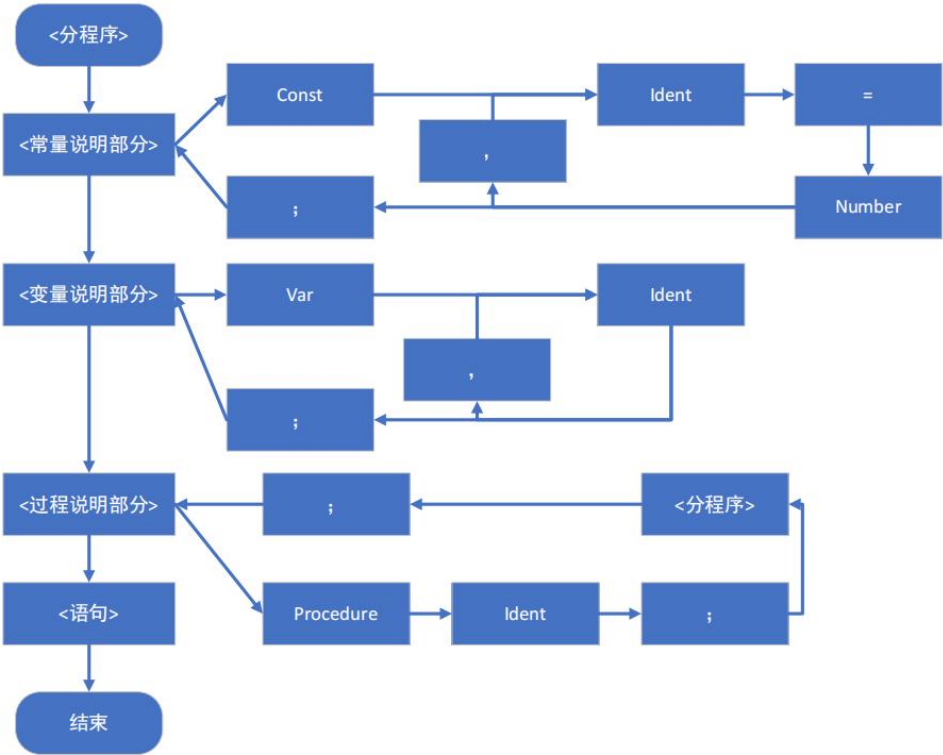 <分程序>
Const
Ident
=
<常量说明部分>
，
；
Number
<变量说明部分>
Var
Ident
，
；
<过程说明部分>
；
<分程序>
<语句>
Procedure
Ident
；
结束